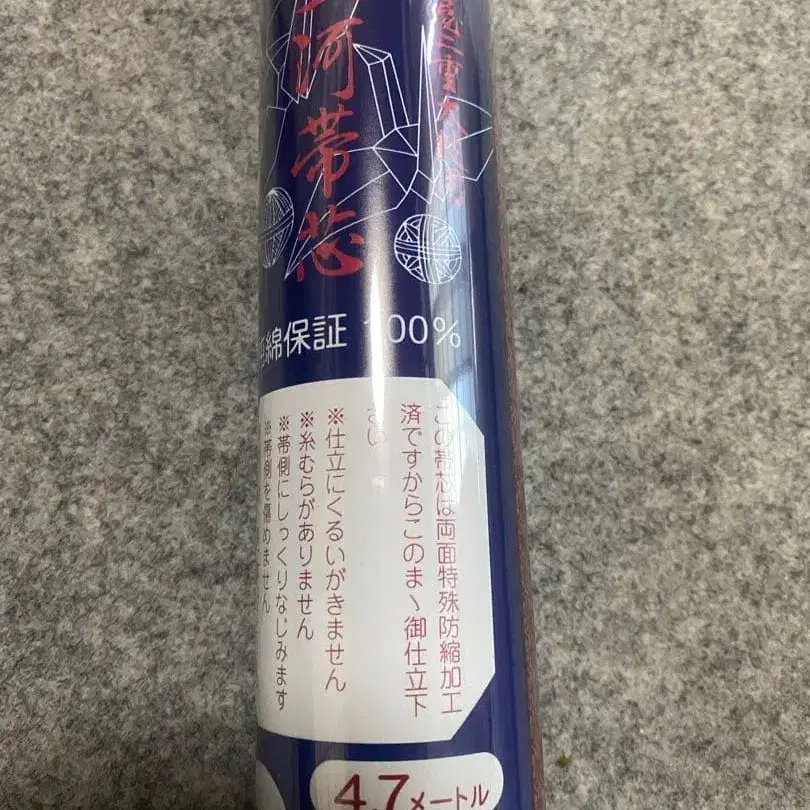 河帯芯
綿保証 100%
この帯芯は両面特殊防縮加工
済ですからこのまゝ御仕立下
さい
※仕立にくるいがきません
※糸むらがありません
※帯側にしっくりなじみます
※帯側を傷めません
4.7メートル